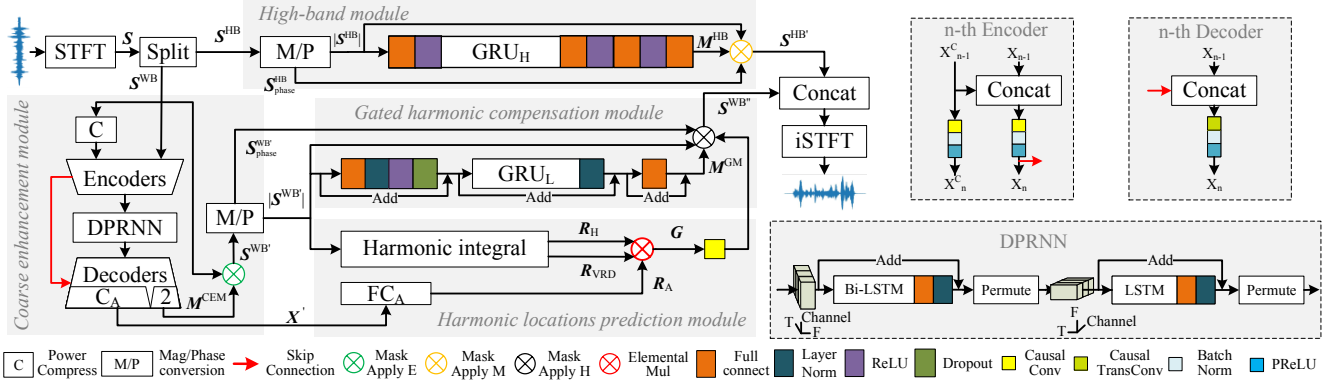 High-band module
STFT
S
Split
S^HB
M/P
|S^HB|
GRU_H
M^HB
S^HB'
S^HB_phase
S^WB
Concat
iSTFT
Coarse enhancement module
C
Encoders
DPRNN
Decoders
C_A
2
M^CEM
S^WB'
M/P
|S^WB'|
S^WB'_phase
Gated harmonic compensation module
S^WB''
GRU_L
M^GM
Add
Add
Add
Harmonic integral
R_H
R_VRD
G
R_A
FC_A
X'
Harmonic locations prediction module
n-th Encoder
X^C_n-1
X_n-1
Concat
X^C_n
X_n
n-th Decoder
X_n-1
Concat
X_n
DPRNN
Add
Bi-LSTM
Permute
Channel
T
F
Add
LSTM
Permute
F
Channel
T
C
Power
Compress
M/P
Mag/Phase
conversion
Skip
Connection
Mask
Apply E
Mask
Apply M
Mask
Apply H
Elemental
Mul
Full
connect
Layer
Norm
ReLU
Dropout
Causal
Conv
Causal
TransConv
Batch
Norm
PReLU